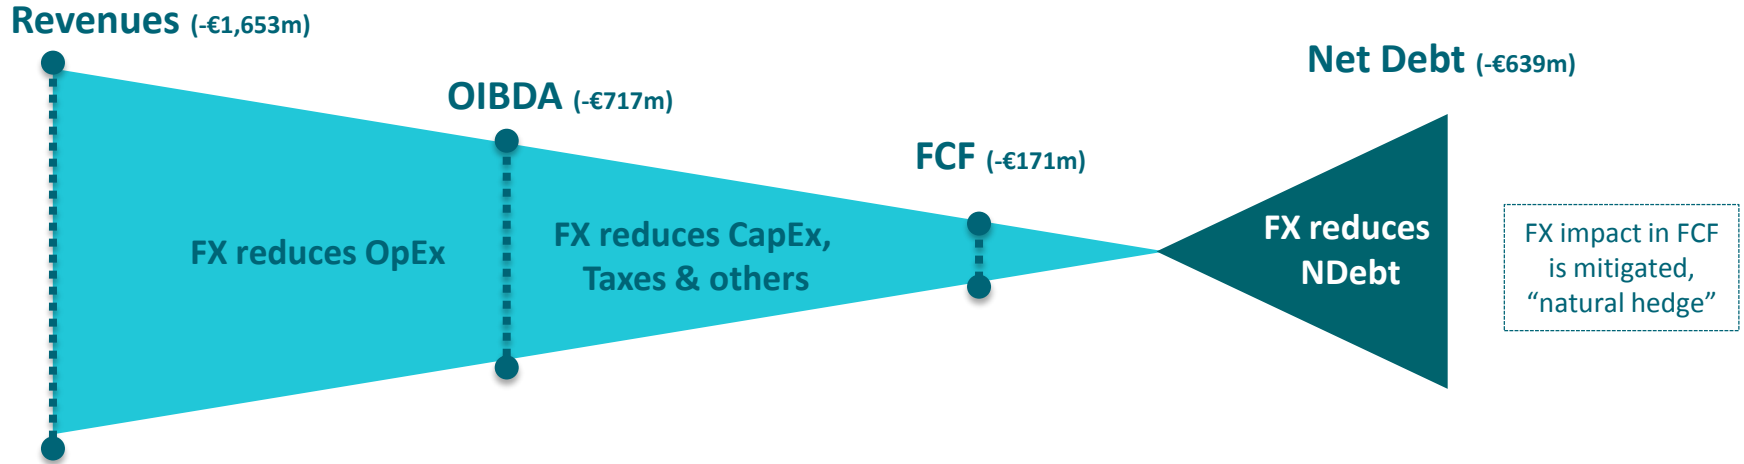 Revenues (-€1,653m)
OIBDA (-€717m)
FCF (-€171m)
Net Debt (-€639m)
FX reduces OpEx
FX reduces CapEx,
Taxes & others
FX reduces
NDebt
FX impact in FCF
is mitigated,
“natural hedge”